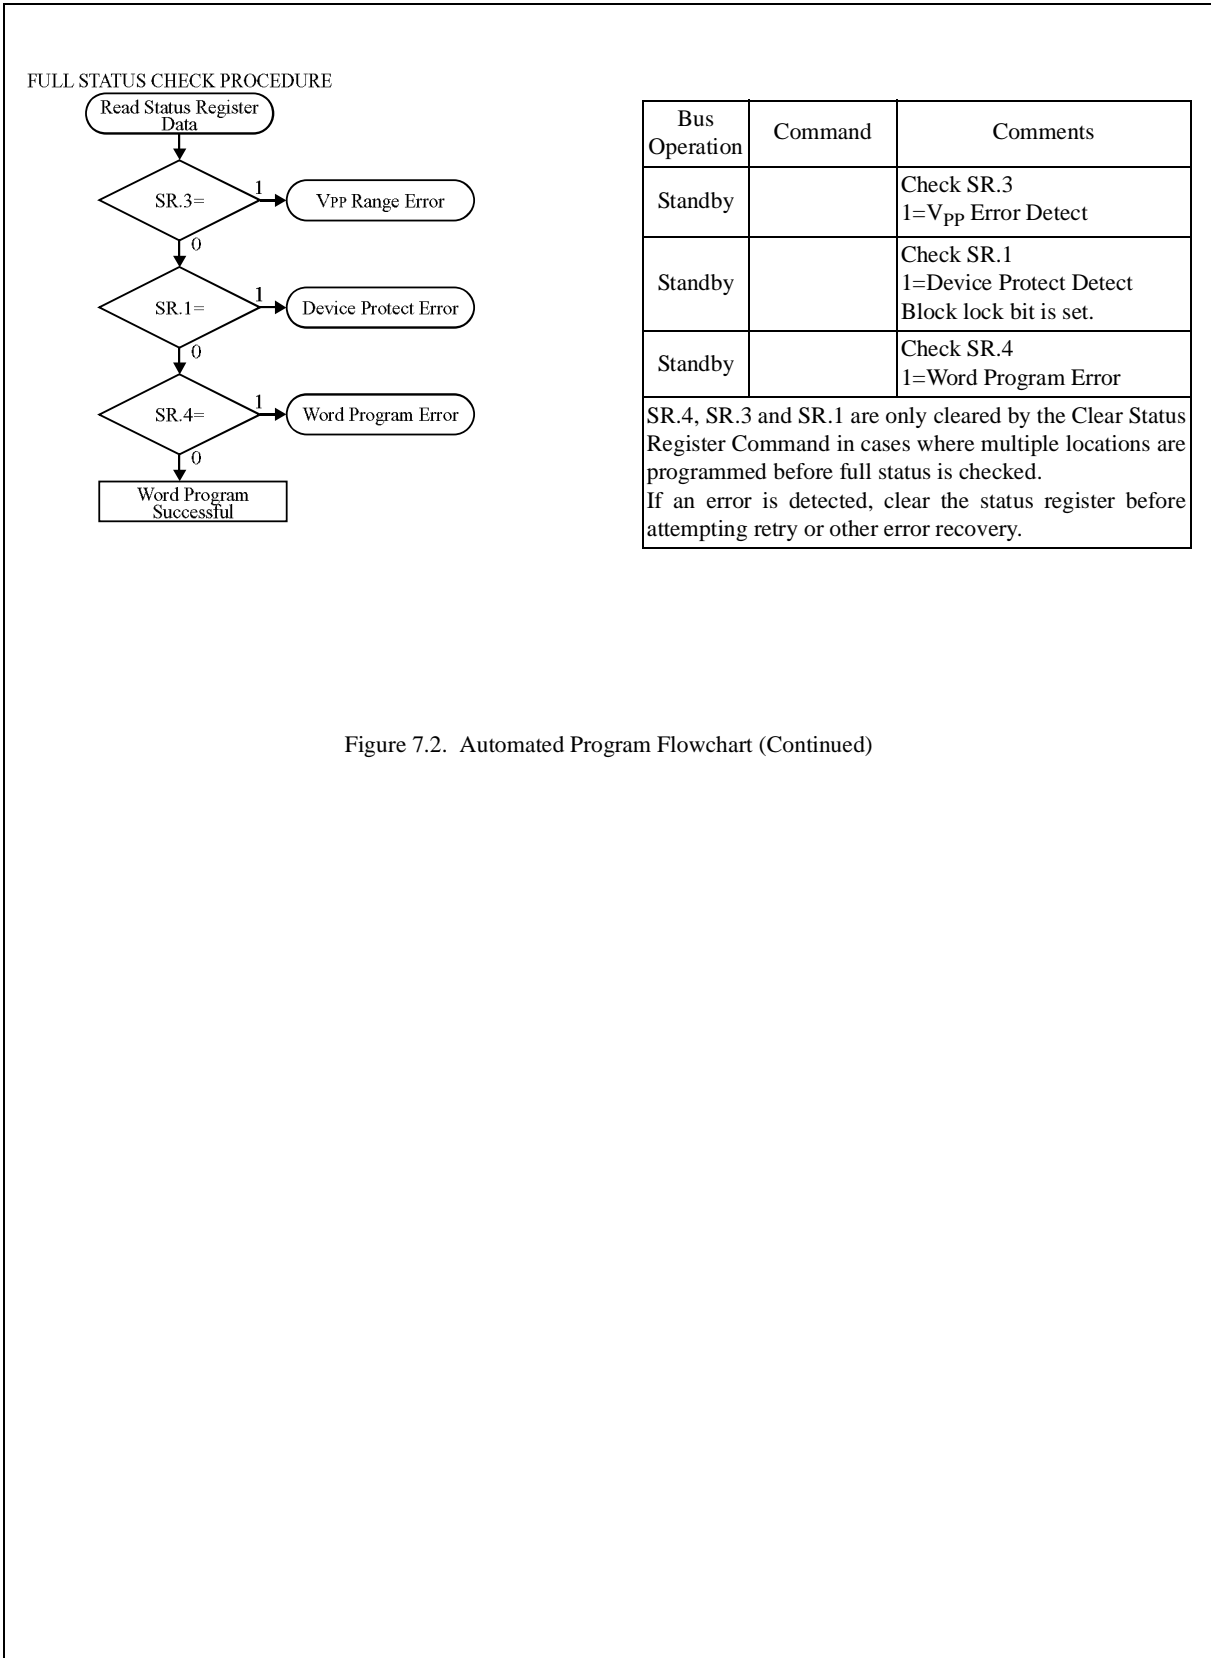 FULL STATUS CHECK PROCEDURE
Read Status Register
Data
SR.3=
1
VPP Range Error
0
SR.1=
1
Device Protect Error
0
SR.4=
1
Word Program Error
0
Word Program
Successful
Bus
Operation
Command
Comments
Standby
Check SR.3
1=VPP Error Detect
Standby
Check SR.1
1=Device Protect Detect
Block lock bit is set.
Standby
Check SR.4
1=Word Program Error
SR.4, SR.3 and SR.1 are only cleared by the Clear Status
Register Command in cases where multiple locations are
programmed before full status is checked.
If an error is detected, clear the status register before
attempting retry or other error recovery.
Figure 7.2. Automated Program Flowchart (Continued)